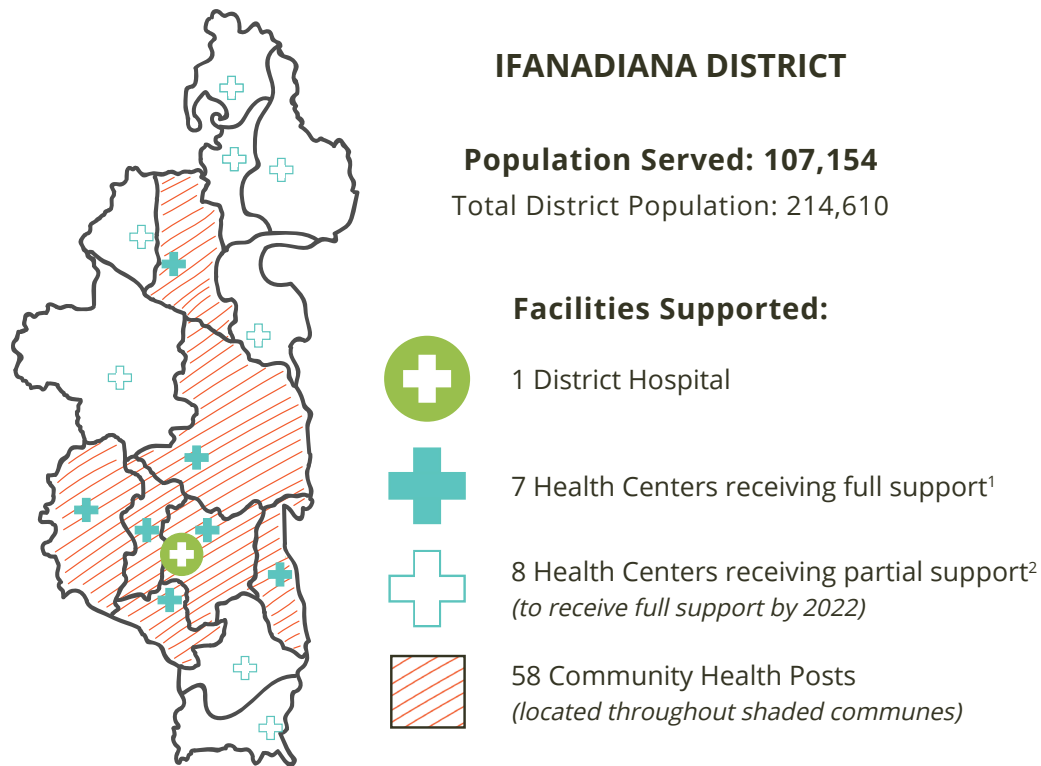 IFANADIANA DISTRICT
Population Served: 107,154
Total District Population: 214,610
Facilities Supported:
1 District Hospital
7 Health Centers receiving full support¹
8 Health Centers receiving partial support²
(to receive full support by 2022)
58 Community Health Posts
(located throughout shaded communes)